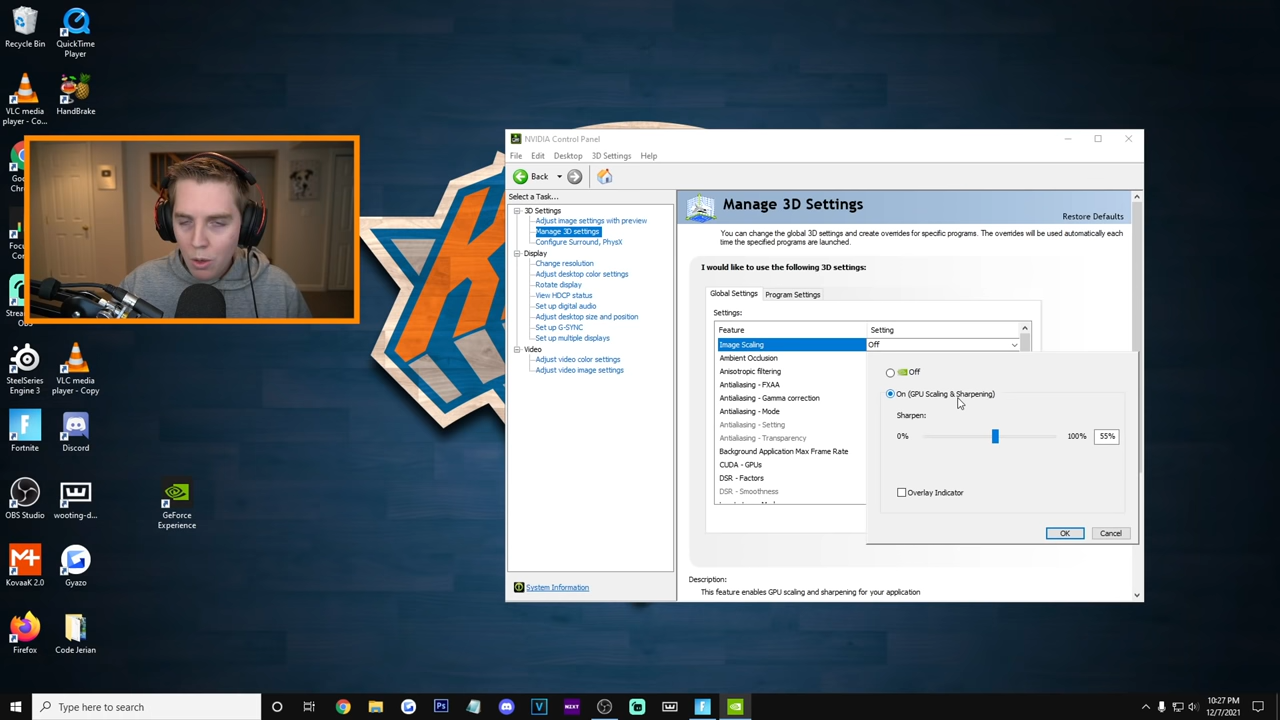 Recycle Bin
QuickTime
Player
VLC media
player - Co...
HandBrake
NVIDIA Control Panel
File Edit Desktop 3D Settings Help
Back
Select a Task...
3D Settings
Adjust image settings with preview
Manage 3D settings
Configure Surround, PhysX
Display
Change resolution
Adjust desktop color settings
Rotate display
View HDCP status
Set up digital audio
Adjust desktop size and position
Set up G-SYNC
Set up multiple displays
Video
Adjust video color settings
Adjust video image settings
System Information
Manage 3D Settings
Restore Defaults
You can change the global 3D settings and create overrides for specific programs. The overrides will be used automatically each
time the specified programs are launched.
I would like to use the following 3D settings:
Global Settings Program Settings
Settings:
Feature Setting
Image Scaling Off
Ambient Occlusion
Anisotropic filtering
Antialiasing - FXAA
Antialiasing - Gamma correction
Antialiasing - Mode
Antialiasing - Setting
Antialiasing - Transparency
Background Application Max Frame Rate
CUDA - GPUs
DSR - Factors
DSR - Smoothness
Off
On (GPU Scaling & Sharpening)
Sharpen:
0% 100% 55%
Overlay Indicator
OK Cancel
Description:
This feature enables GPU scaling and sharpening for your application
OBS
SteelSeries
Engine 3
VLC media
player - Copy
Fortnite
Discord
OBS Studio
wooting-d...
GeForce
Experience
KovaaK 2.0
Gyazo
Firefox
Code Jerian
Type here to search
10:27 PM
12/7/2021